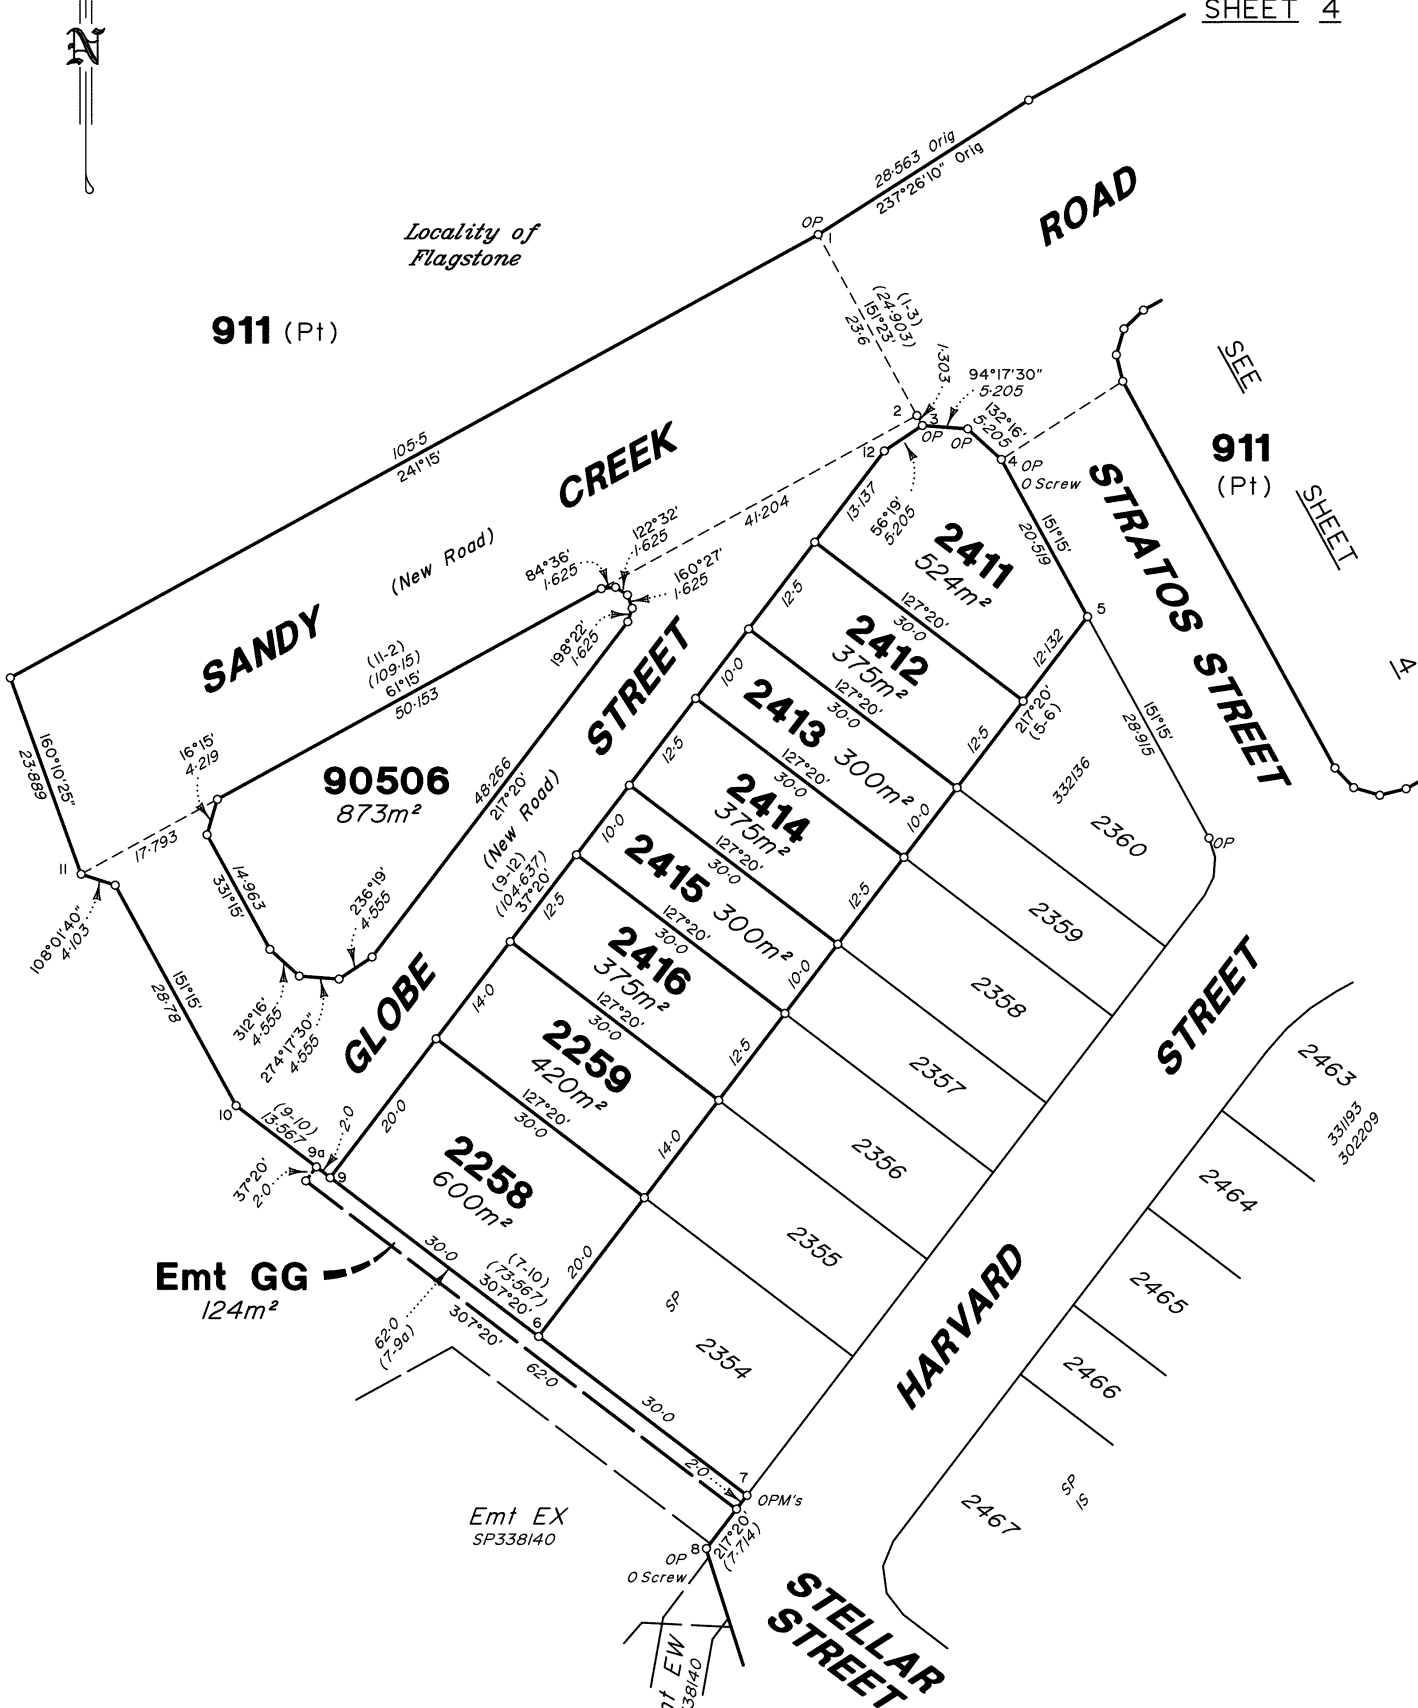 SHEET 4
N
28·563 Orig
237°26'10" Orig
ROAD
OP
1
Locality of
Flagstone
911 (Pt)
(1-3)
(24·903)
151°23'
23·6
1·303
94°17'30"
5·205
132°16'
5·205
2
3
OP
OP
12
4
OP
O Screw
SEE
911
(Pt)
SHEET
4
105·5
241°15'
CREEK
SANDY
(New Road)
41·204
13·137
56°19'
5·205
151°15'
20·519
STRATOS STREET
84°36'
1·625
122°32'
1·625
160°27'
1·625
198°22'
1·625
2411
524m²
127°20'
30·0
12·5
5
12·132
2412
375m²
127°20'
30·0
10·0
217°20'
(5-6)
12·5
151°15'
28·915
(11-2)
(109·15)
61°15'
50·153
STREET
2413
300m²
127°20'
30·0
12·5
10·0
332136
2360
OP
160°10'25"
23·889
16°15'
4·219
90506
873m²
48·266
217°20'
(New Road)
2414
375m²
127°20'
30·0
10·0
12·5
2359
17·793
11
108°01'40"
4·103
14·963
331°15'
236°19'
4·555
(9-12)
(104·637)
37°20'
12·5
2415
300m²
127°20'
30·0
10·0
2358
STREET
151°15'
28·78
312°16'
4·555
274°17'30"
4·555
GLOBE
14·0
2416
375m²
127°20'
30·0
12·5
2357
2463
331193
302209
10
(9-10)
13·567
2·0
9a
9
37°20'
2·0
20·0
2259
420m²
127°20'
30·0
14·0
2356
2464
2258
600m²
2355
2465
Emt GG
124m²
30·0
(7-10)
(73·567)
307°20'
6
20·0
SP
62·0
(7-9a)
307°20'
62·0
2354
HARVARD
2466
30·0
2·0
7
OPM's
217°20'
(7·714)
SP
IS
2467
Emt EX
SP338140
8
OP
O Screw
STELLAR
STREET
nt EW
38140